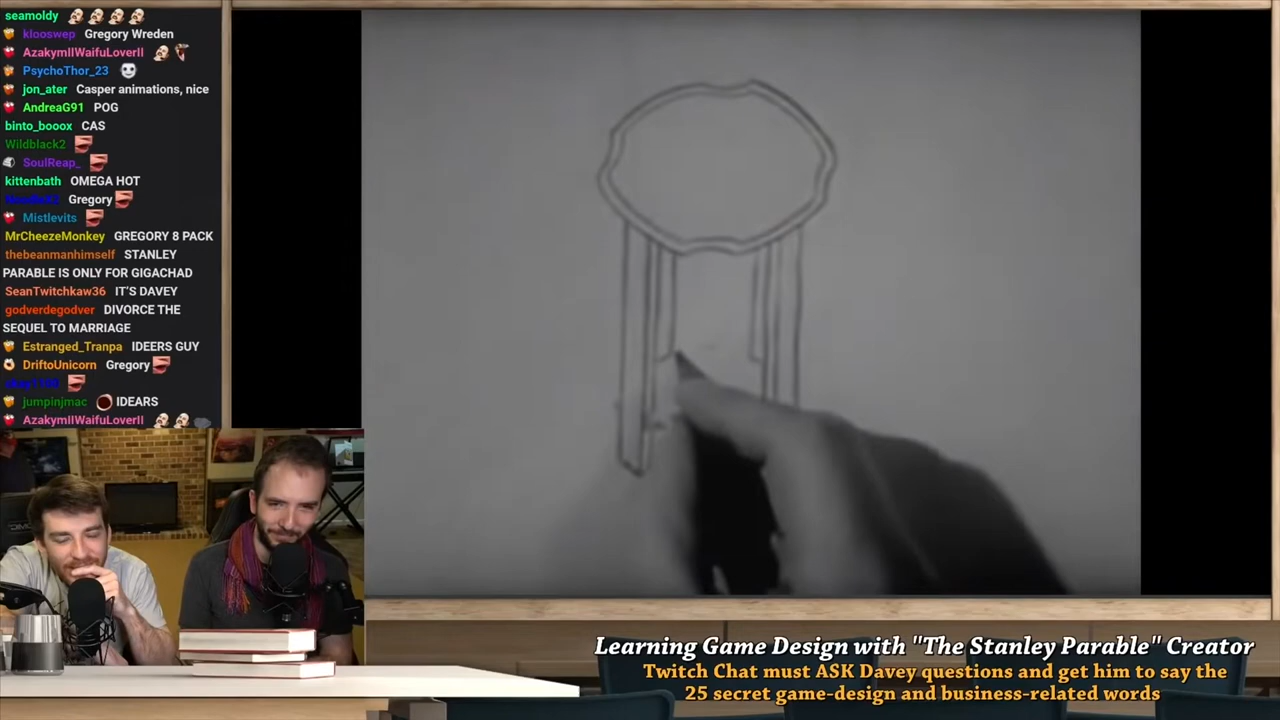 seamoldy
klooswep Gregory Wreden
AzakymIIWaifuLoverII
PsychoThor_23
jon_ater Casper animations, nice
AndreaG91 POG
binto_booox CAS
Wildblack2
SoulReap_
kittenbath OMEGA HOT
Gregory
Mistlevits
MrCheezeMonkey GREGORY 8 PACK
thebeanmanhimself STANLEY
PARABLE IS ONLY FOR GIGACHAD
SeanTwitchkaw36 IT'S DAVEY
godverdegodver DIVORCE THE
SEQUEL TO MARRIAGE
Estranged_Tranpa IDEERS GUY
DriftoUnicorn Gregory
jumpinjmac IDEARS
AzakymIIWaifuLoverII
Learning Game Design with "The Stanley Parable" Creator
Twitch Chat must ASK Davey questions and get him to say the
25 secret game-design and business-related words